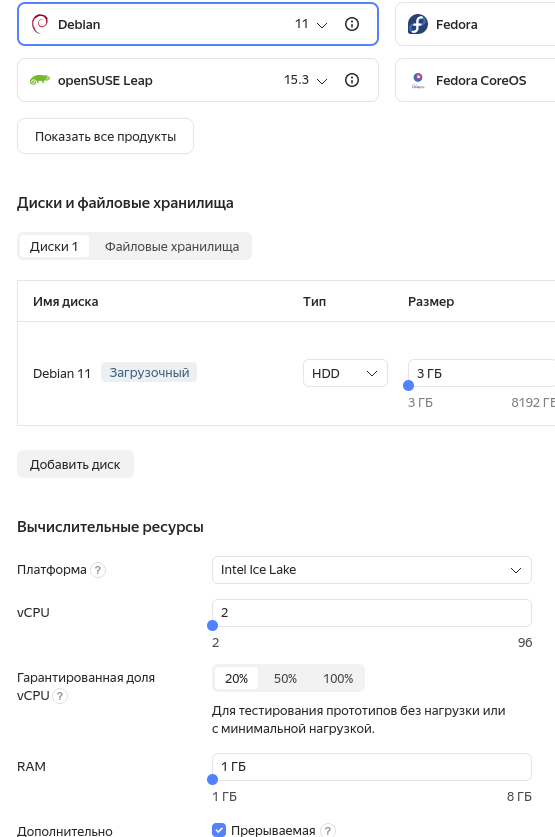 Debian 11
Fedora
openSUSE Leap 15.3
Fedora CoreOS
Показать все продукты
Диски и файловые хранилища
Диски 1 Файловые хранилища
Имя диска Тип Размер
Debian 11 Загрузочный HDD 3 ГБ
3 ГБ 8192 ГБ
Добавить диск
Вычислительные ресурсы
Платформа ? Intel Ice Lake
vCPU 2
2 96
Гарантированная доля
vCPU ?
20% 50% 100%
Для тестирования прототипов без нагрузки или
с минимальной нагрузкой.
RAM 1 ГБ
1 ГБ 8 ГБ
Дополнительно Прерываемая ?